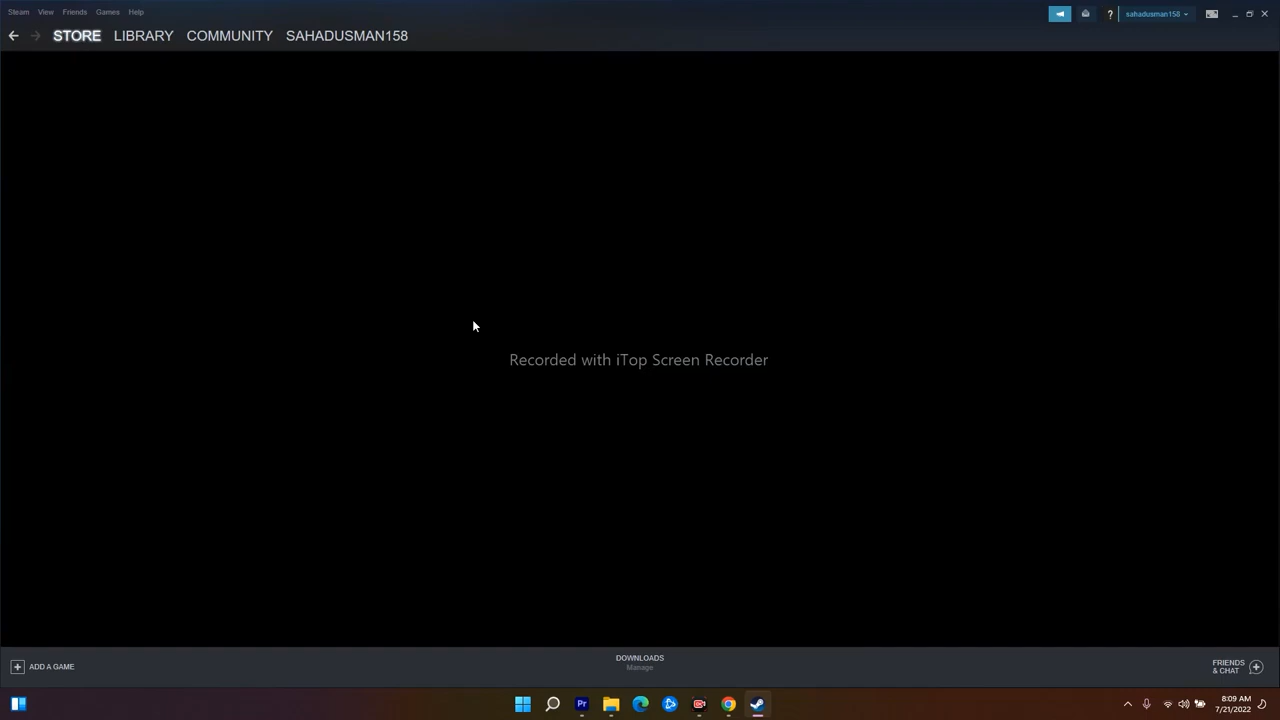 Steam View Friends Games Help
? sahadusman158
STORE LIBRARY COMMUNITY SAHADUSMAN158
Recorded with iTop Screen Recorder
ADD A GAME
DOWNLOADS
Manage
FRIENDS
& CHAT
Pr
8:09 AM
7/21/2022